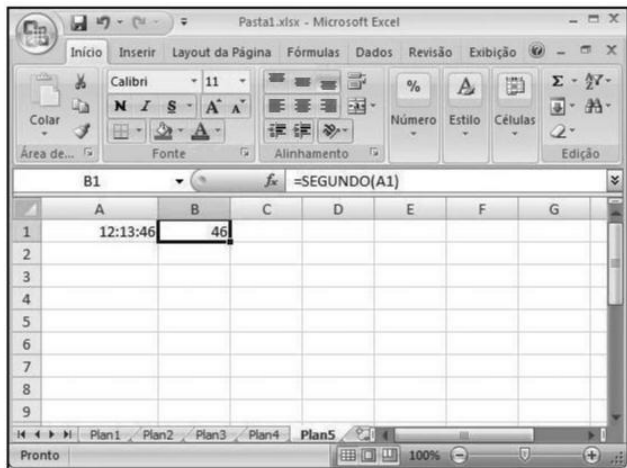 Pasta1.xlsx - Microsoft Excel
Início Inserir Layout da Página Fórmulas Dados Revisão Exibição
Calibri 11
N I S A A
Colar
A
% Número
A Estilo
Células
Σ
Área de... Fonte Alinhamento Edição
B1 fx =SEGUNDO(A1)
A B C D E F G
1 12:13:46 46
2
3
4
5
6
7
8
9
Plan1 Plan2 Plan3 Plan4 Plan5
Pronto 100%